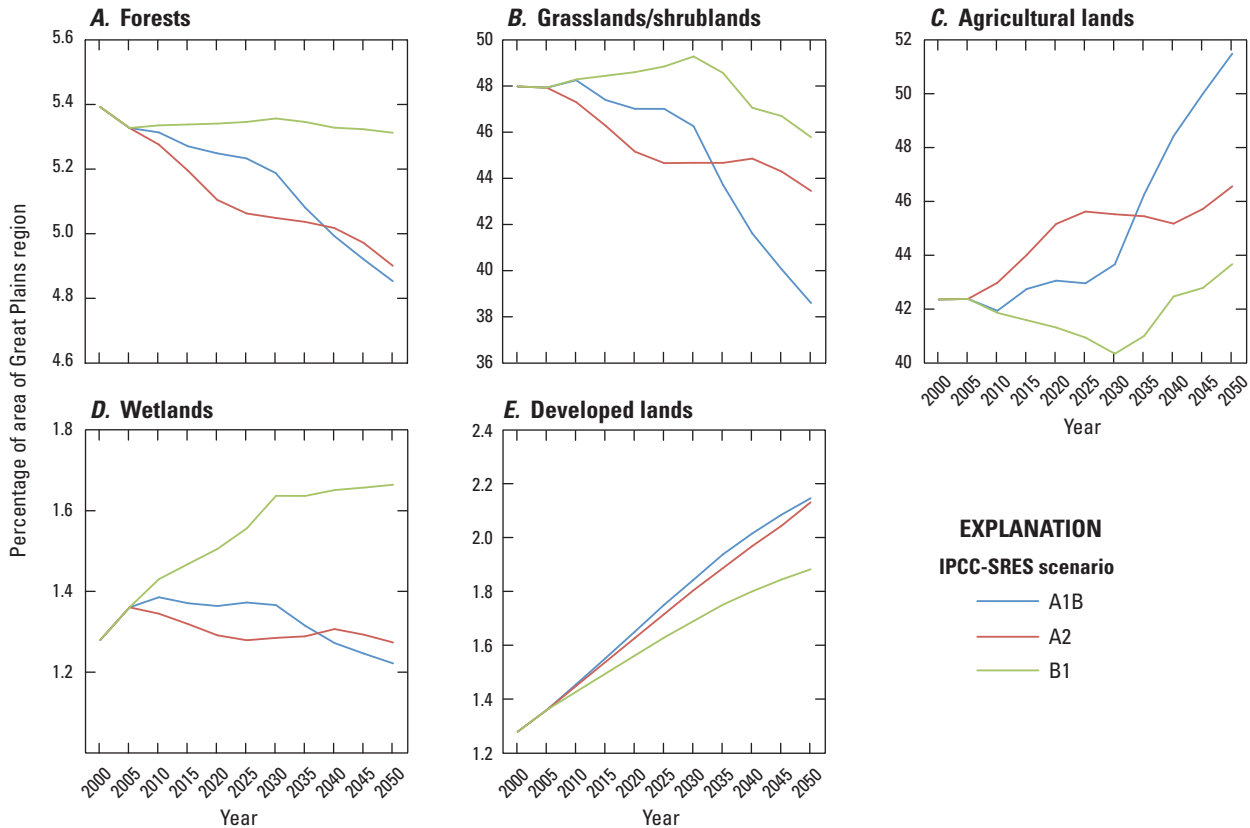 Percentage of area of Great Plains region
A. Forests
5.6
5.4
5.2
5.0
4.8
4.6
B. Grasslands/shrublands
50
48
46
44
42
40
38
36
C. Agricultural lands
52
50
48
46
44
42
40
2000 2005 2010 2015 2020 2025 2030 2035 2040 2045 2050
Year
D. Wetlands
1.8
1.6
1.4
1.2
2000 2005 2010 2015 2020 2025 2030 2035 2040 2045 2050
Year
E. Developed lands
2.4
2.2
2.0
1.8
1.6
1.4
1.2
2000 2005 2010 2015 2020 2025 2030 2035 2040 2045 2050
Year
EXPLANATION
IPCC-SRES scenario
A1B
A2
B1